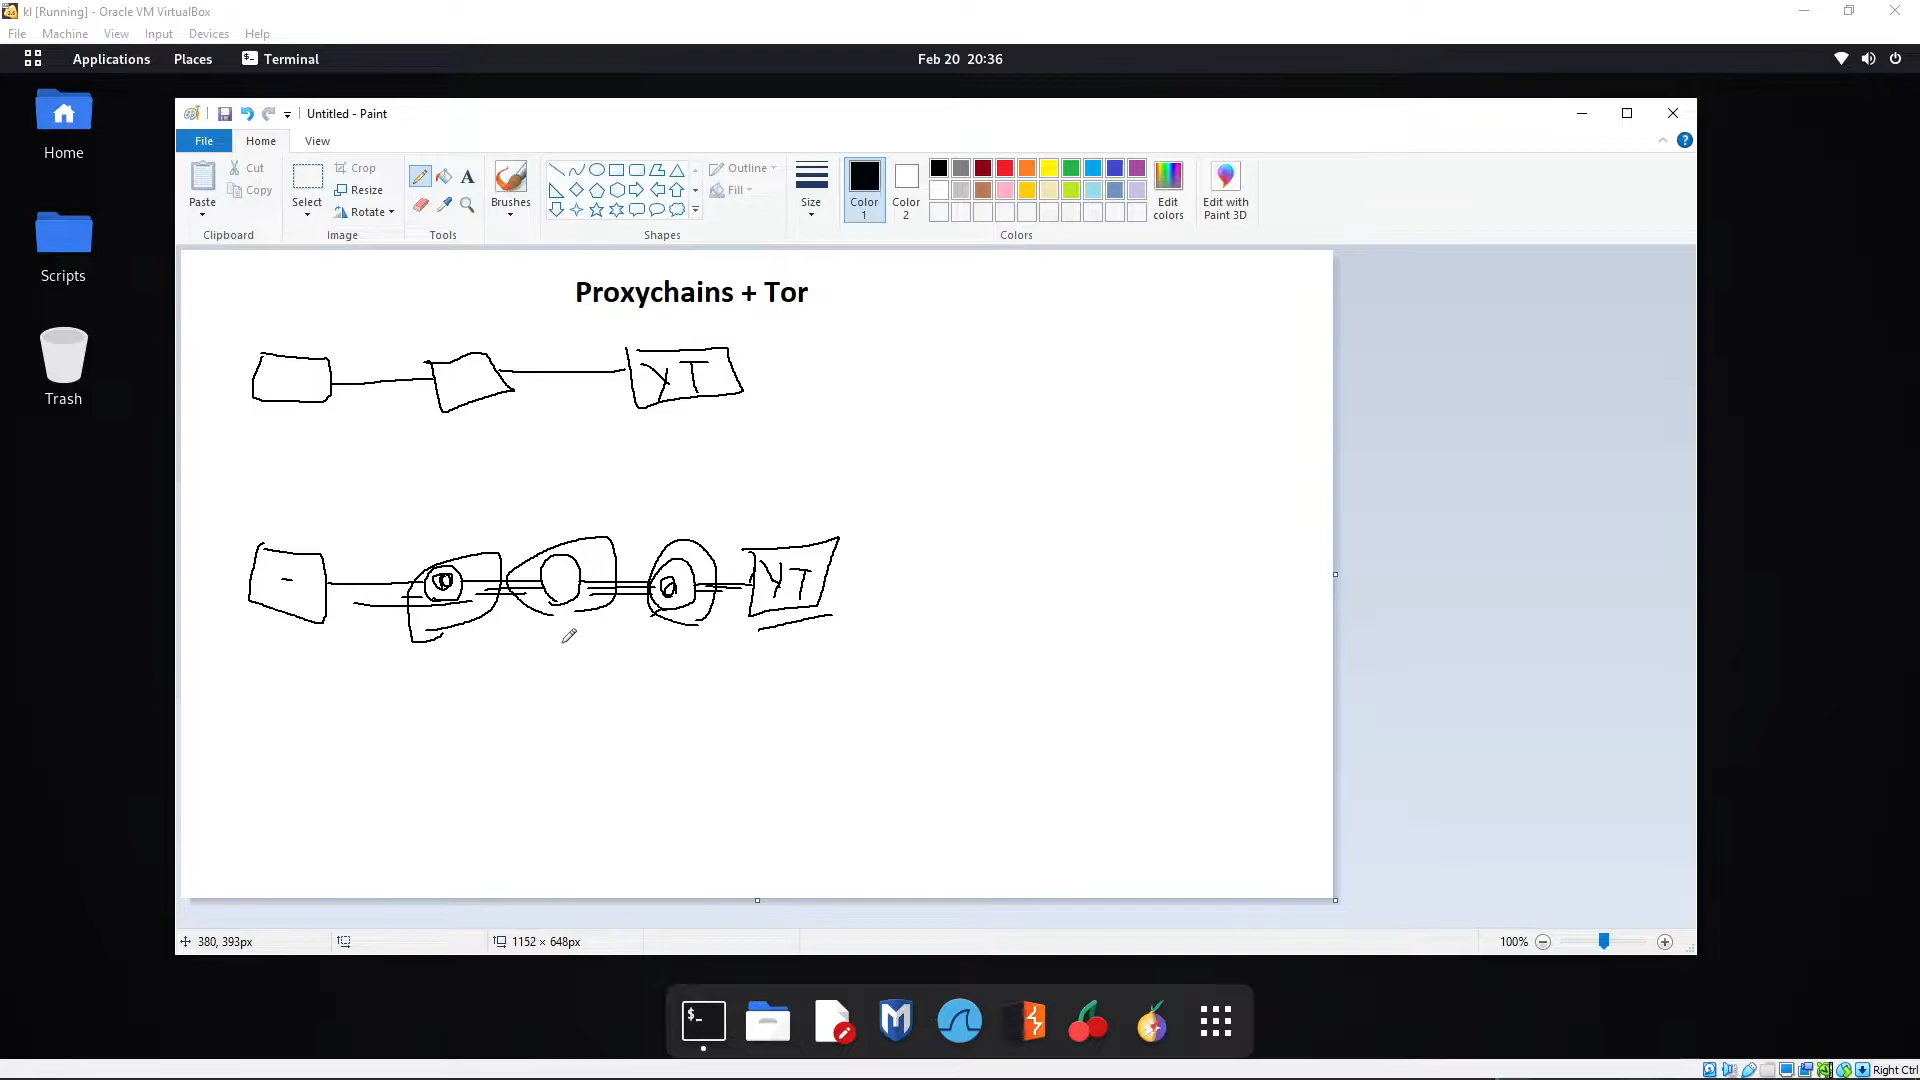 kl [Running] - Oracle VM VirtualBox
File Machine View Input Devices Help
Applications Places Terminal Feb 20 20:36
Home
Scripts
Trash
Untitled - Paint
File Home View
Paste
Cut
Copy
Clipboard
Select
Crop
Resize
Rotate
Image
A
Tools
Brushes
Outline
Fill
Shapes
Size
Color 1
Color 2
Edit colors
Edit with Paint 3D
Colors
Proxychains + Tor
YT
YT
380, 393px
1152 × 648px
100%
$_
M
Right Ctrl